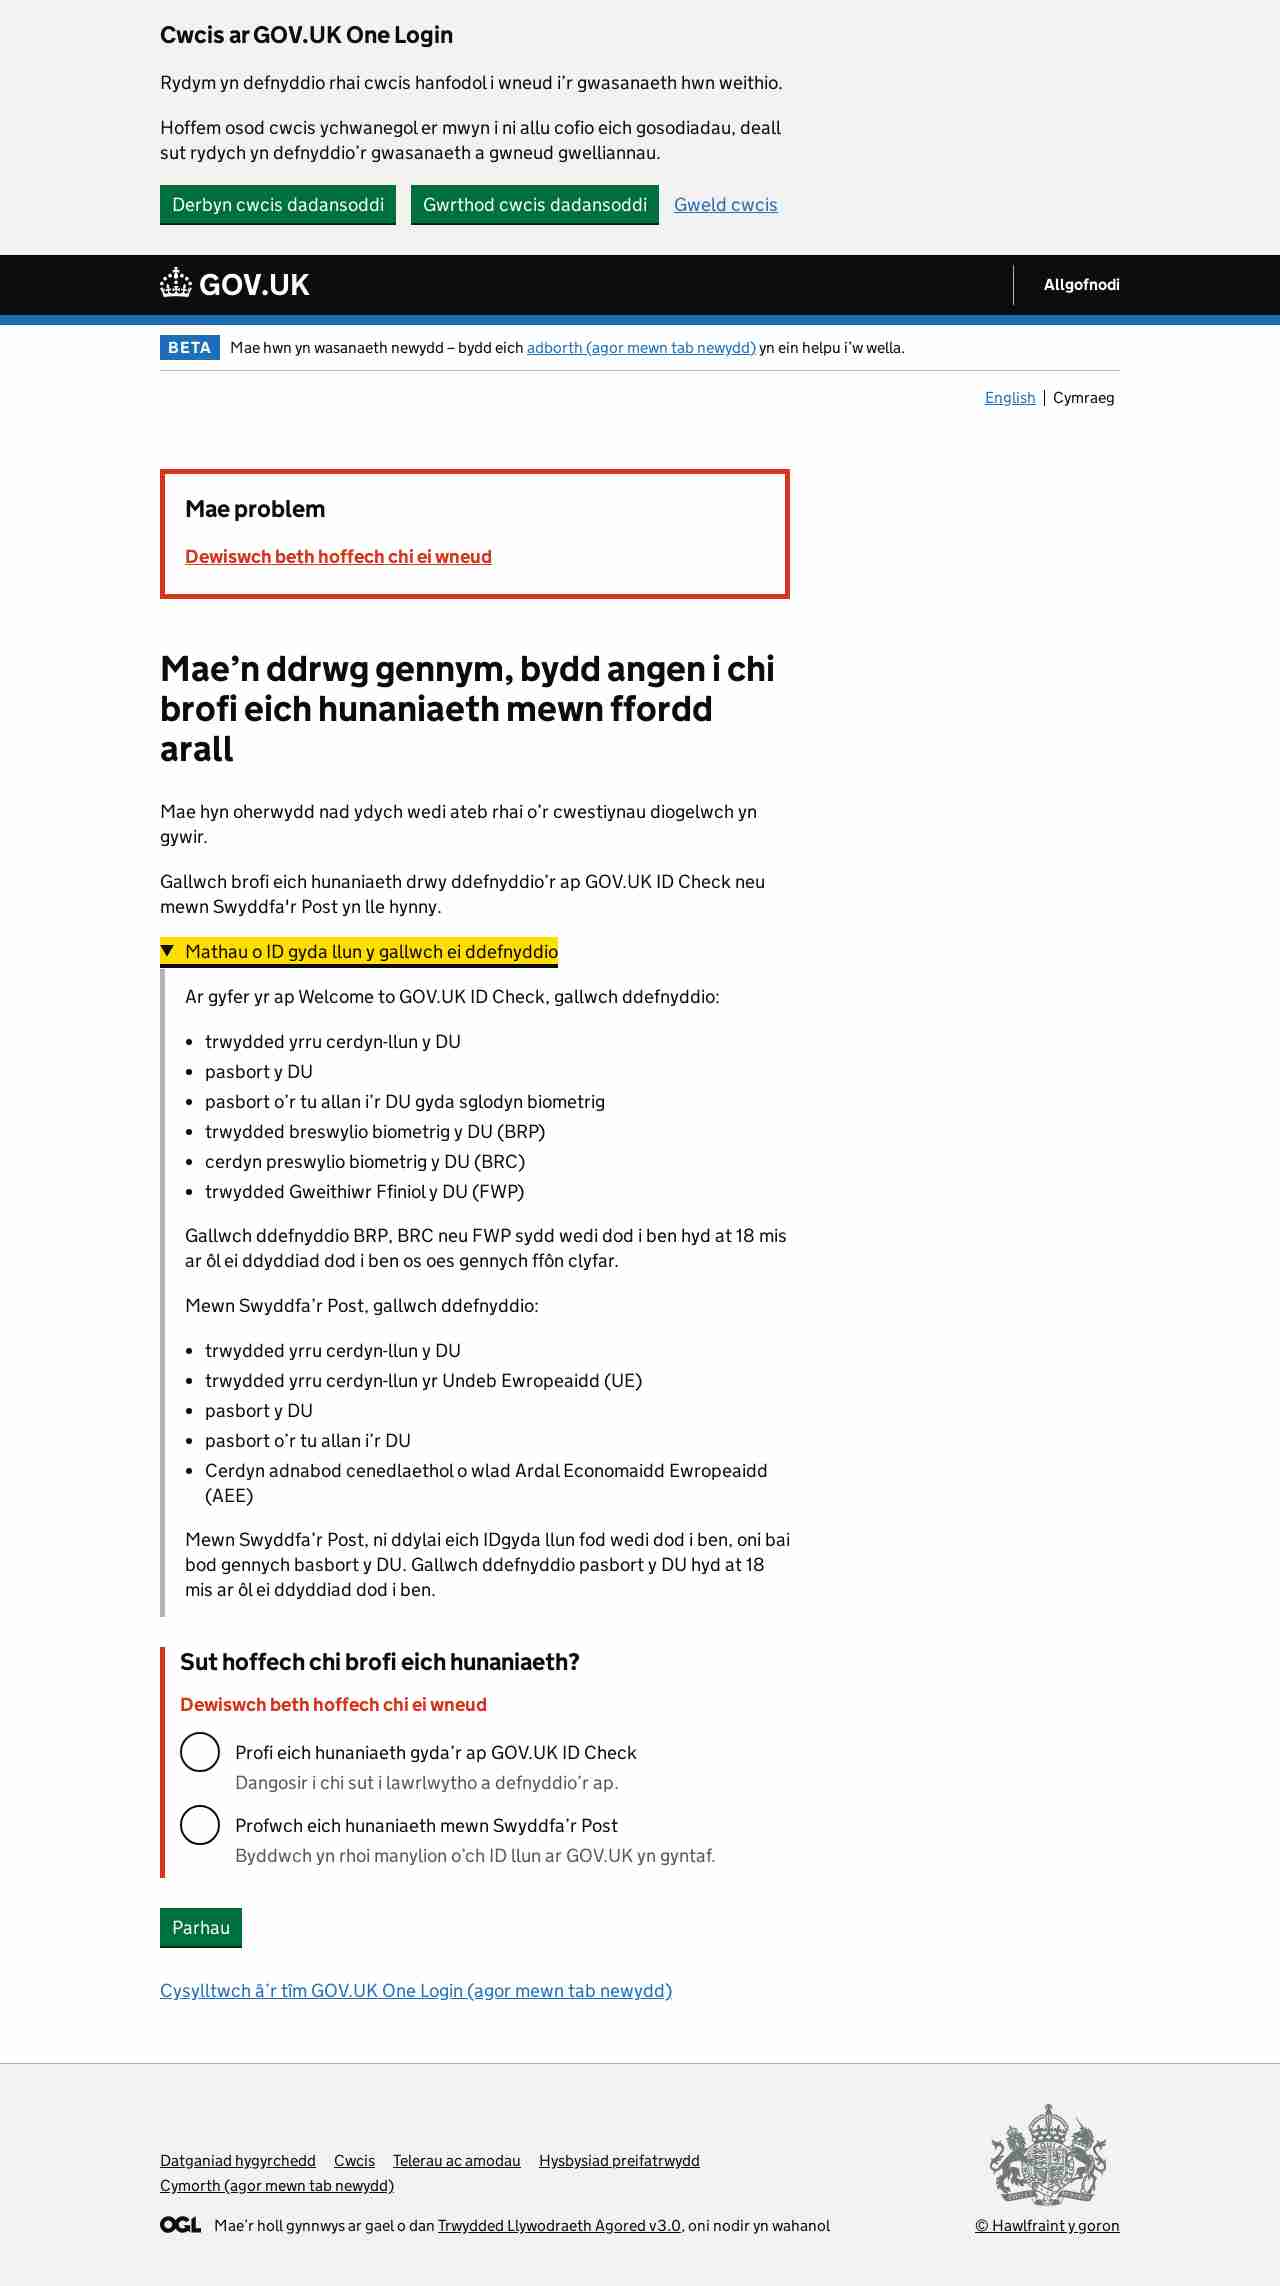 Cwcis ar GOV.UK One Login
Rydym yn defnyddio rhai cwcis hanfodol i wneud i’r gwasanaeth hwn weithio.
Hoffem osod cwcis ychwanegol er mwyn i ni allu cofio eich gosodiadau, deall
sut rydych yn defnyddio’r gwasanaeth a gwneud gwelliannau.
Derbyn cwcis dadansoddi Gwrthod cwcis dadansoddi Gweld cwcis
GOV.UK Allgofnodi
BETA Mae hwn yn wasanaeth newydd – bydd eich adborth (agor mewn tab newydd) yn ein helpu i’w wella.
English Cymraeg
Mae problem
Dewiswch beth hoffech chi ei wneud
Mae’n ddrwg gennym, bydd angen i chi
brofi eich hunaniaeth mewn ffordd
arall
Mae hyn oherwydd nad ydych wedi ateb rhai o’r cwestiynau diogelwch yn
gywir.
Gallwch brofi eich hunaniaeth drwy ddefnyddio’r ap GOV.UK ID Check neu
mewn Swyddfa'r Post yn lle hynny.
Mathau o ID gyda llun y gallwch ei ddefnyddio
Ar gyfer yr ap Welcome to GOV.UK ID Check, gallwch ddefnyddio:
• trwydded yrru cerdyn-llun y DU
• pasbort y DU
• pasbort o’r tu allan i’r DU gyda sglodyn biometrig
• trwydded breswylio biometrig y DU (BRP)
• cerdyn preswylio biometrig y DU (BRC)
• trwydded Gweithiwr Ffiniol y DU (FWP)
Gallwch ddefnyddio BRP, BRC neu FWP sydd wedi dod i ben hyd at 18 mis
ar ôl ei ddyddiad dod i ben os oes gennych ffôn clyfar.
Mewn Swyddfa’r Post, gallwch ddefnyddio:
• trwydded yrru cerdyn-llun y DU
• trwydded yrru cerdyn-llun yr Undeb Ewropeaidd (UE)
• pasbort y DU
• pasbort o’r tu allan i’r DU
• Cerdyn adnabod cenedlaethol o wlad Ardal Economaidd Ewropeaidd
(AEE)
Mewn Swyddfa’r Post, ni ddylai eich IDgyda llun fod wedi dod i ben, oni bai
bod gennych basbort y DU. Gallwch ddefnyddio pasbort y DU hyd at 18
mis ar ôl ei ddyddiad dod i ben.
Sut hoffech chi brofi eich hunaniaeth?
Dewiswch beth hoffech chi ei wneud
Profi eich hunaniaeth gyda’r ap GOV.UK ID Check
Dangosir i chi sut i lawrlwytho a defnyddio’r ap.
Profwch eich hunaniaeth mewn Swyddfa’r Post
Byddwch yn rhoi manylion o’ch ID llun ar GOV.UK yn gyntaf.
Parhau
Cysylltwch â’r tîm GOV.UK One Login (agor mewn tab newydd)
Datganiad hygyrchedd Cwcis Telerau ac amodau Hysbysiad preifatrwydd
Cymorth (agor mewn tab newydd)
OGL Mae’r holl gynnwys ar gael o dan Trwydded Llywodraeth Agored v3.0, oni nodir yn wahanol
© Hawlfraint y goron